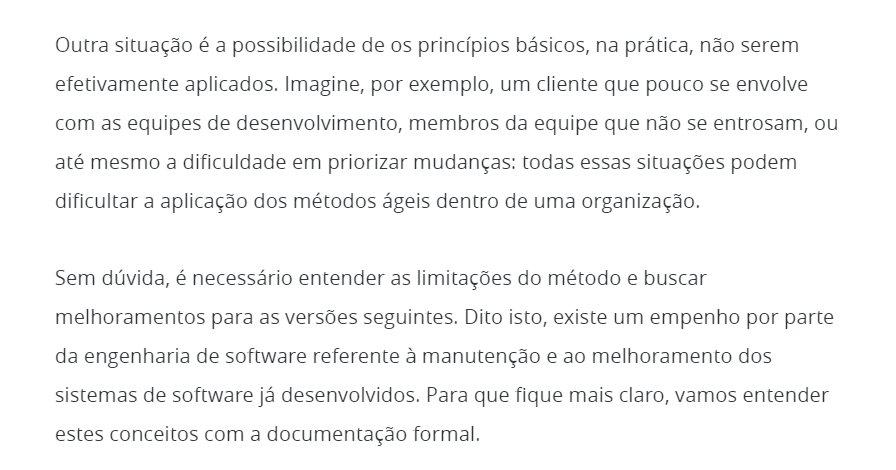 Outra situação é a possibilidade de os princípios básicos, na prática, não serem
efetivamente aplicados. Imagine, por exemplo, um cliente que pouco se envolve
com as equipes de desenvolvimento, membros da equipe que não se entrosam, ou
até mesmo a dificuldade em priorizar mudanças: todas essas situações podem
dificultar a aplicação dos métodos ágeis dentro de uma organização.
Sem dúvida, é necessário entender as limitações do método e buscar
melhoramentos para as versões seguintes. Dito isto, existe um empenho por parte
da engenharia de software referente à manutenção e ao melhoramento dos
sistemas de software já desenvolvidos. Para que fique mais claro, vamos entender
estes conceitos com a documentação formal.